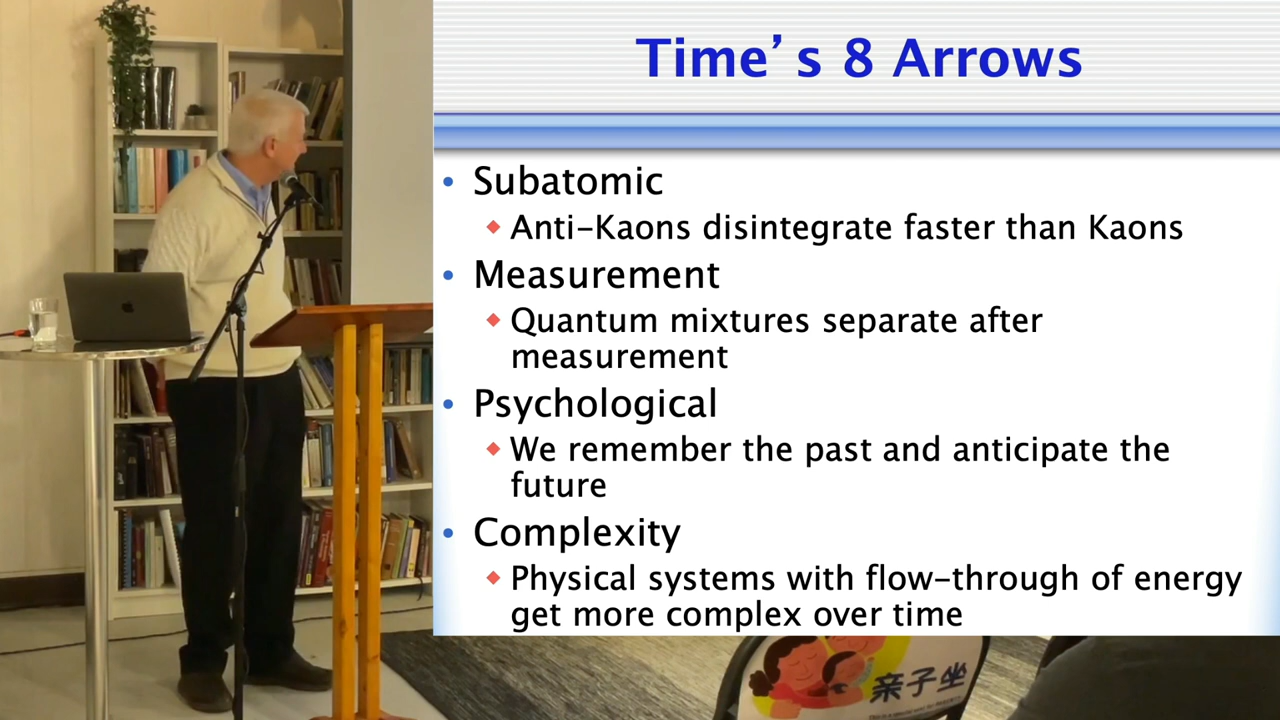 Time's 8 Arrows
• Subatomic
◆ Anti-Kaons disintegrate faster than Kaons
• Measurement
◆ Quantum mixtures separate after
measurement
• Psychological
◆ We remember the past and anticipate the
future
• Complexity
◆ Physical systems with flow-through of energy
get more complex over time
亲子坐